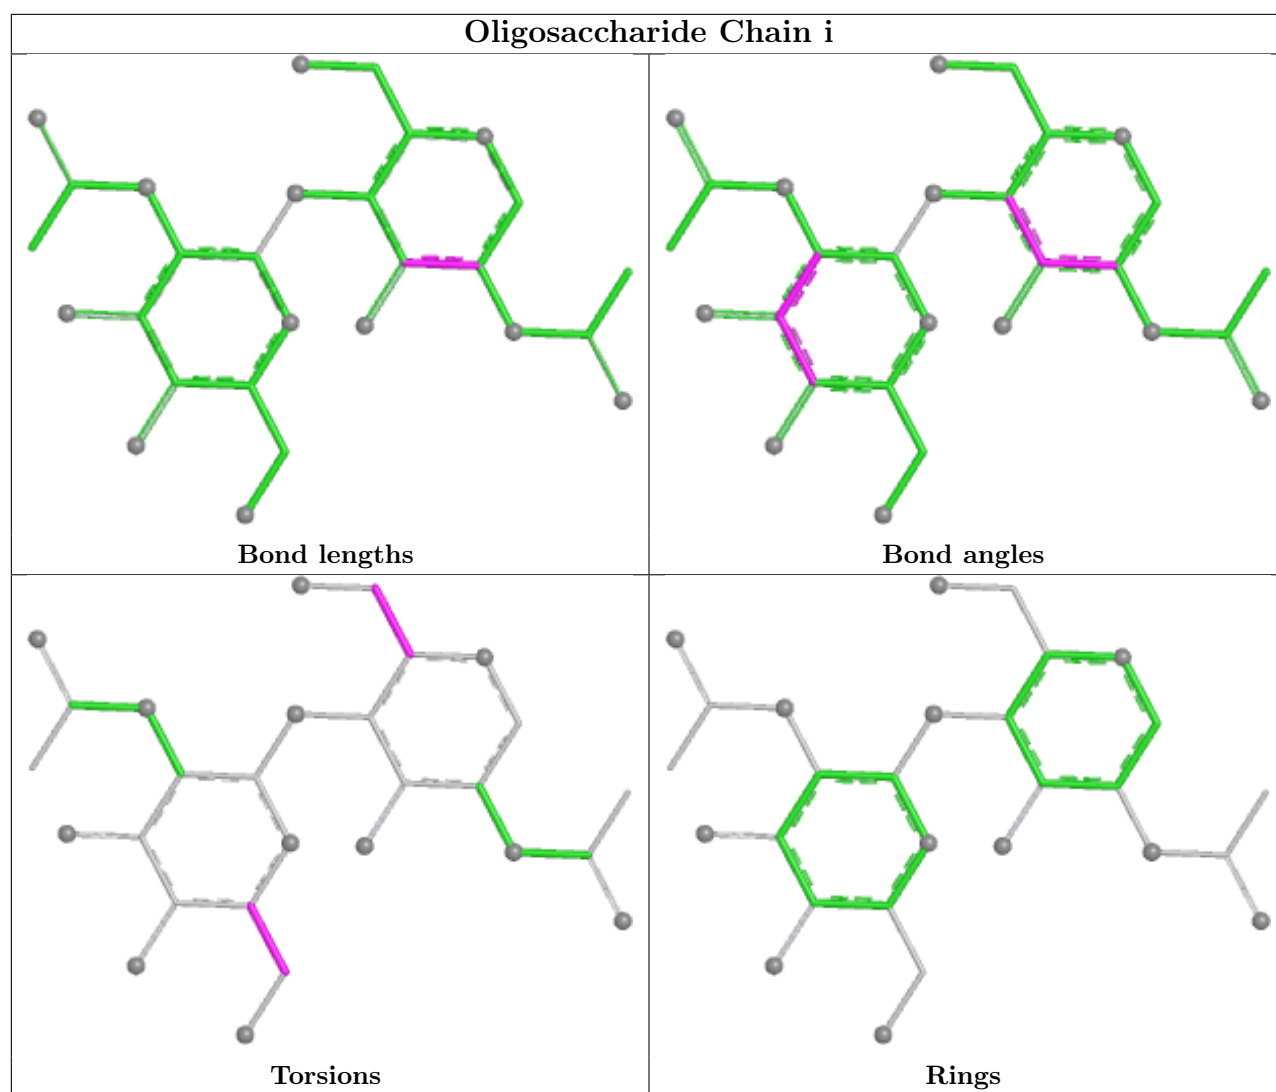 Oligosaccharide Chain i
Bond lengths
Bond angles
Torsions
Rings